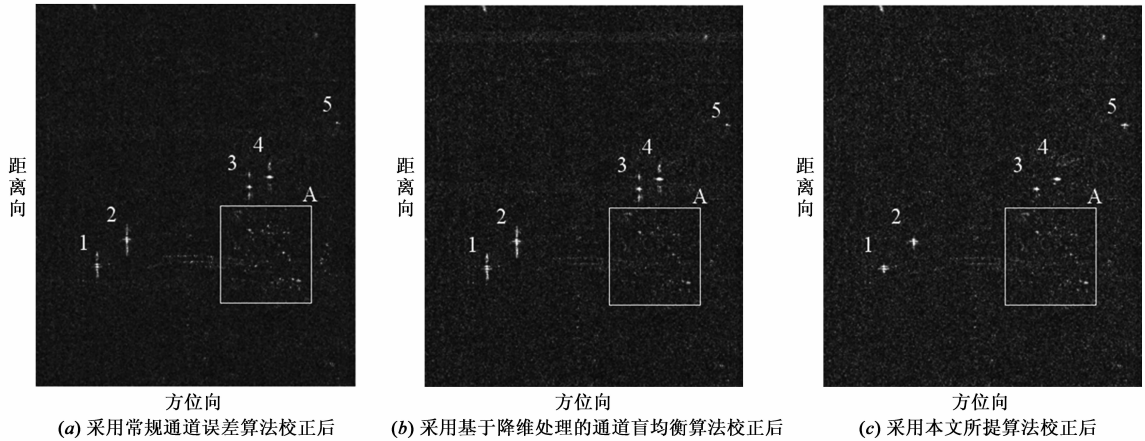 距离向
1
2
3
4
5
A
方位向
(a) 采用常规通道误差算法校正后
距离向
1
2
3
4
5
A
方位向
(b) 采用基于降维处理的通道盲均衡算法校正后
距离向
1
2
3
4
5
A
方位向
(c) 采用本文所提算法校正后